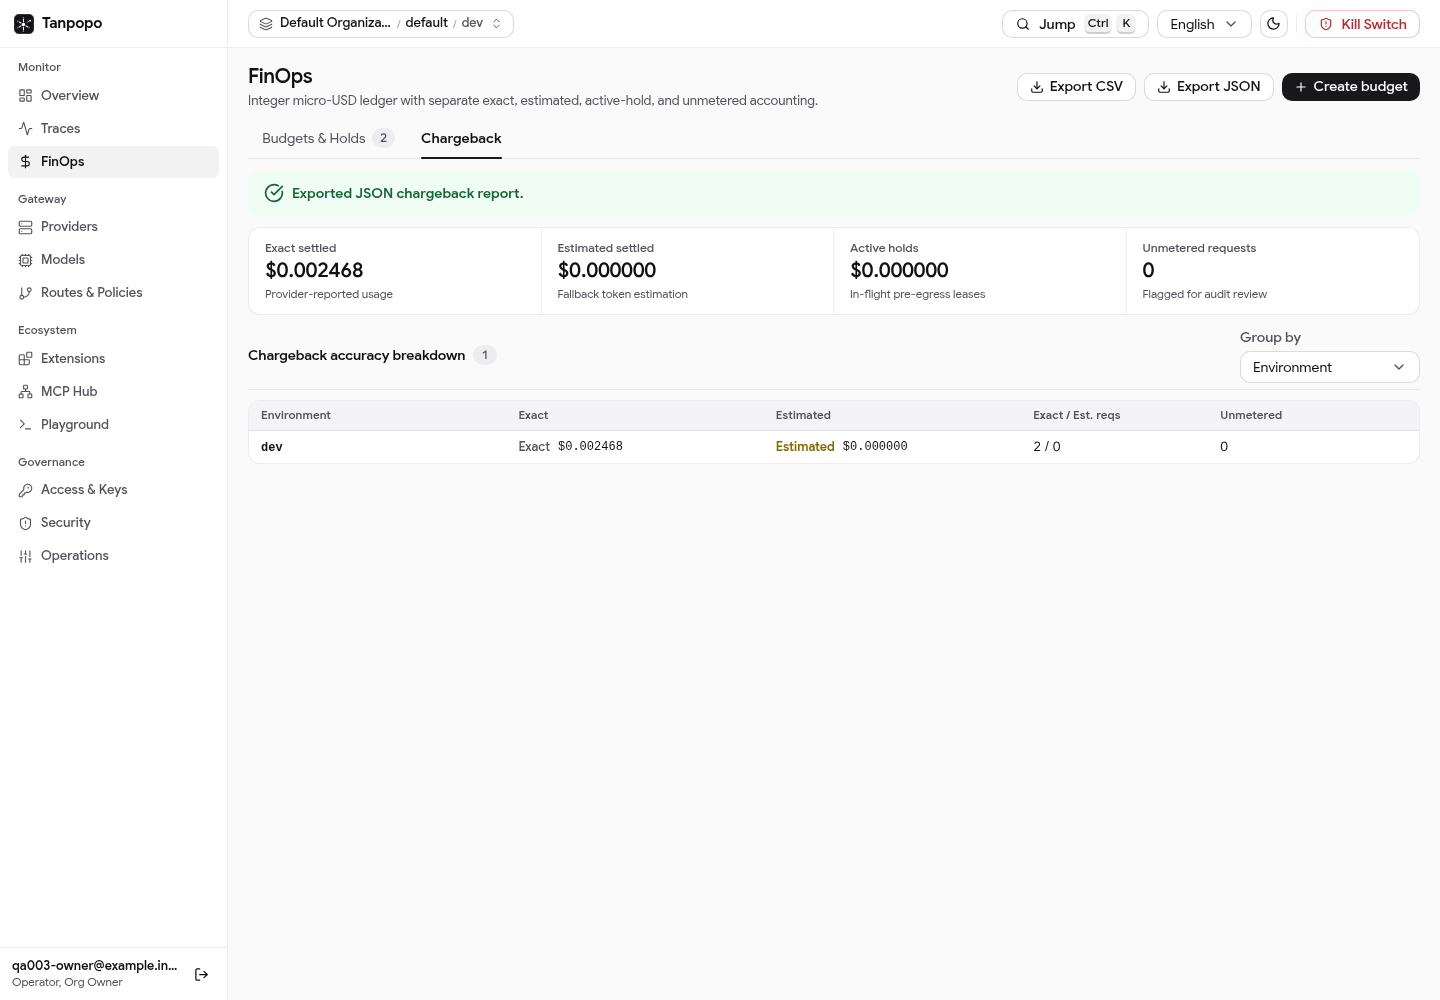 Tanpopo
Default Organiza... / default / dev
Jump Ctrl K
English
Kill Switch
Monitor
Overview
Traces
FinOps
Gateway
Providers
Models
Routes & Policies
Ecosystem
Extensions
MCP Hub
Playground
Governance
Access & Keys
Security
Operations
qa003-owner@example.in...
Operator, Org Owner
FinOps
Integer micro-USD ledger with separate exact, estimated, active-hold, and unmetered accounting.
Export CSV
Export JSON
Create budget
Budgets & Holds 2
Chargeback
Exported JSON chargeback report.
Exact settled
$0.002468
Provider-reported usage
Estimated settled
$0.000000
Fallback token estimation
Active holds
$0.000000
In-flight pre-egress leases
Unmetered requests
0
Flagged for audit review
Chargeback accuracy breakdown 1
Group by
Environment
Environment Exact Estimated Exact / Est. reqs Unmetered
dev Exact $0.002468 Estimated $0.000000 2 / 0 0